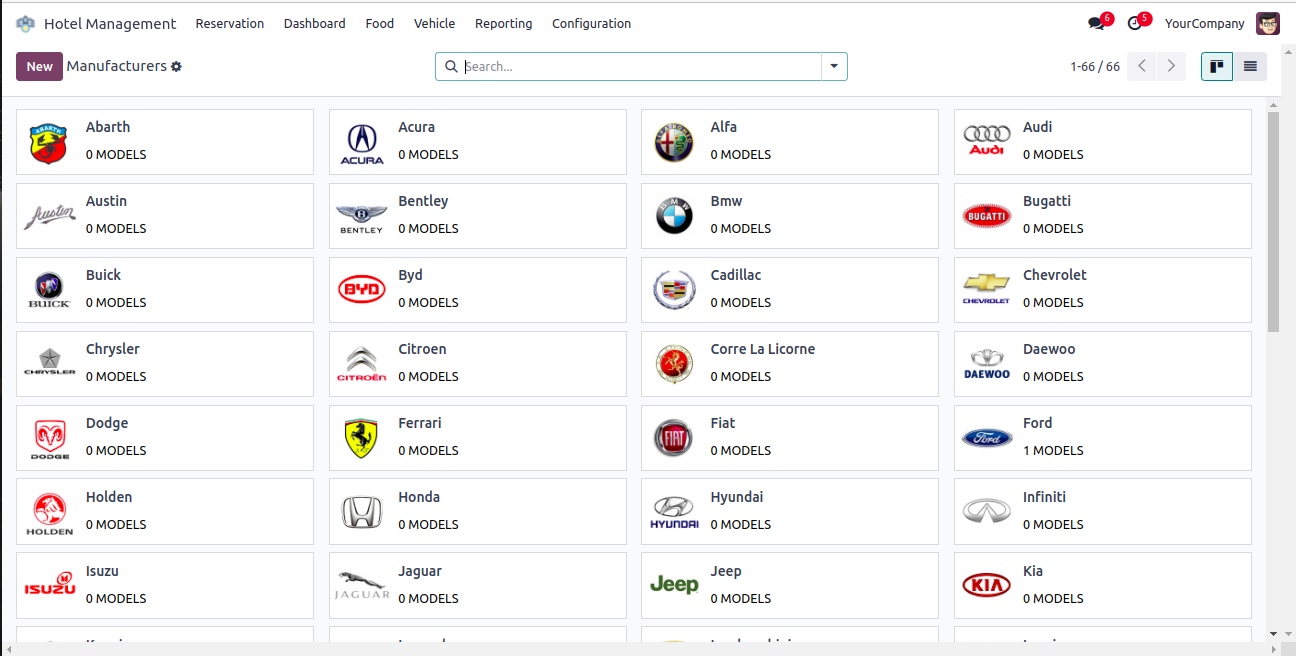 Hotel Management Reservation Dashboard Food Vehicle Reporting Configuration 6 5 YourCompany
New Manufacturers Search... 1-66 / 66
ABARTH Abarth ACURA Acura Alfa Audi Audi
0 MODELS 0 MODELS 0 MODELS 0 MODELS
Austin Austin BENTLEY Bentley BMW Bmw BUGATTI Bugatti
0 MODELS 0 MODELS 0 MODELS 0 MODELS
BUICK Buick BYD Byd Cadillac CHEVROLET Chevrolet
0 MODELS 0 MODELS 0 MODELS 0 MODELS
CHRYSLER Chrysler CITROËN Citroen Corre La Licorne DAEWOO Daewoo
0 MODELS 0 MODELS 0 MODELS 0 MODELS
DODGE Dodge Ferrari FIAT Fiat Ford Ford
0 MODELS 0 MODELS 0 MODELS 1 MODELS
HOLDEN Holden Honda HYUNDAI Hyundai Infiniti
0 MODELS 0 MODELS 0 MODELS 0 MODELS
ISUZU Isuzu JAGUAR Jaguar Jeep Jeep KIA Kia
0 MODELS 0 MODELS 0 MODELS 0 MODELS